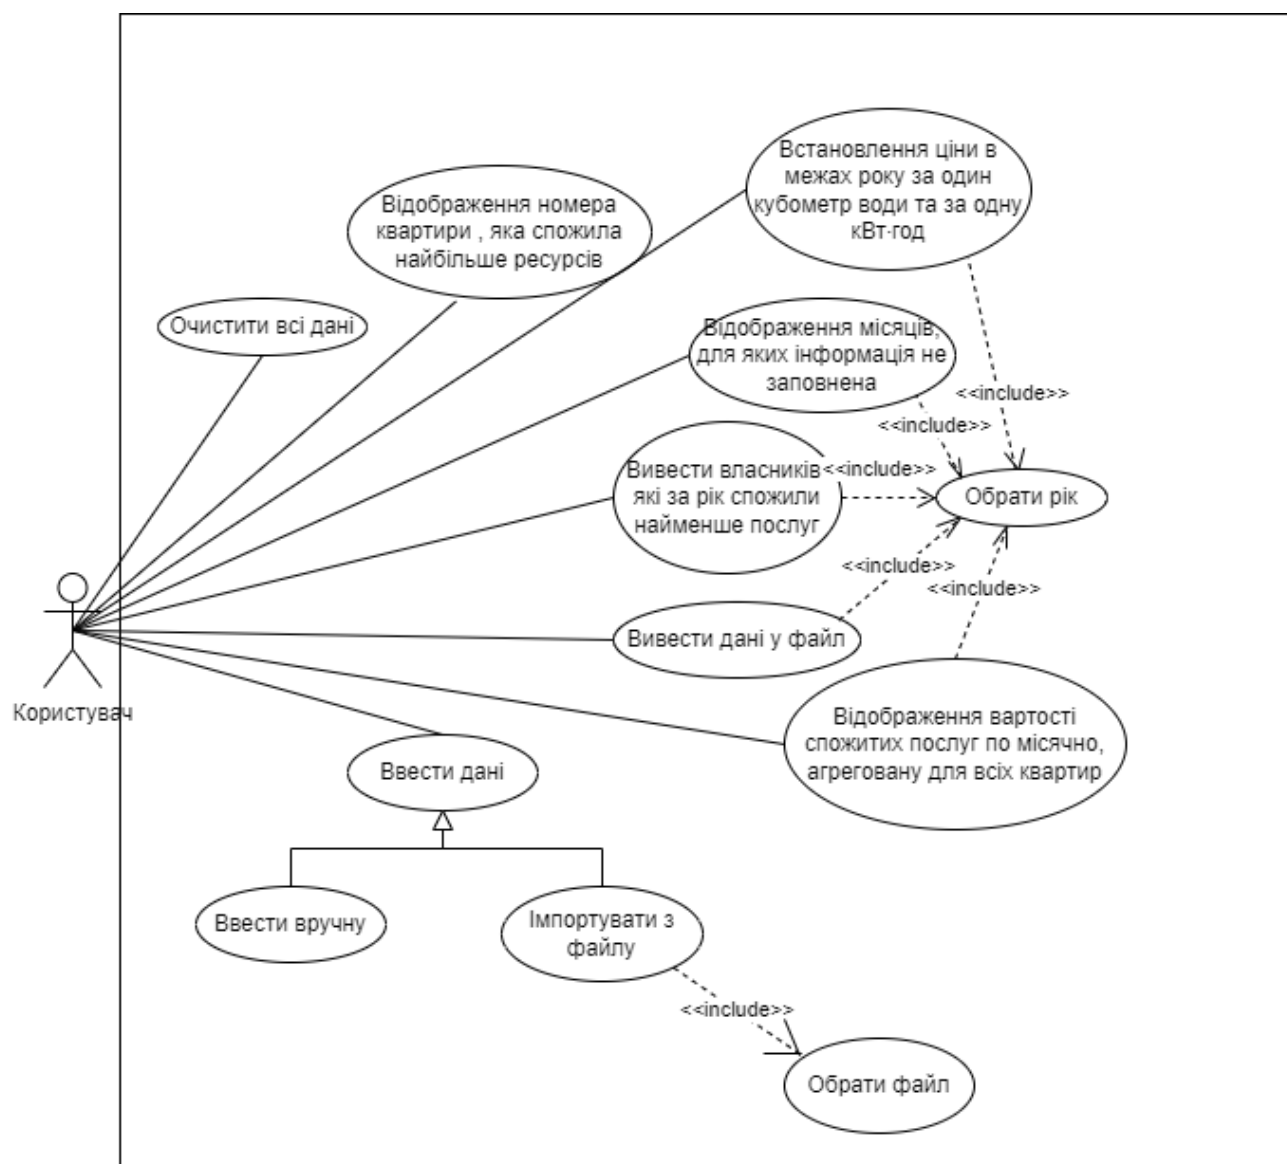 Встановлення ціни в
межах року за один
кубометр води та за одну
кВт·год
Відображення номера
квартири , яка спожила
найбільше ресурсів
Очистити всі дані
Відображення місяців,
для яких інформація не
заповнена
<<include>>
<<include>>
Вивести власників
які за рік спожили
найменше послуг
<<include>>
Обрати рік
<<include>>
<<include>>
Вивести дані у файл
Користувач
Відображення вартості
спожитих послуг по місячно,
агреговану для всіх квартир
Ввести дані
Ввести вручну
Імпортувати з
файлу
<<include>>
Обрати файл